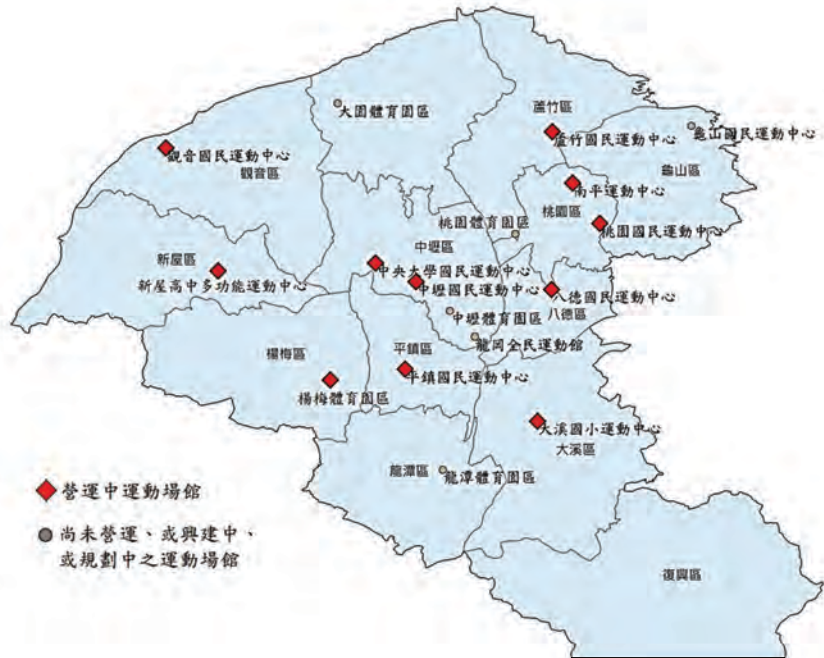 大園體育園區
蘆竹區
蘆竹國民運動中心
龜山國民運動中心
觀音國民運動中心
觀音區
龜山區
南平運動中心
桃園區
桃園國民運動中心
桃園體育園區
中壢區
新屋區
新屋高中多功能運動中心
中央大學國民運動中心
中壢國民運動中心
八德國民運動中心
八德區
中壢體育園區
龍岡全民運動館
楊梅區
平鎮區
平鎮國民運動中心
楊梅體育園區
大溪國小運動中心
大溪區
龍潭區
龍潭體育園區
營運中運動場館
尚未營運、或興建中、
或規劃中之運動場館
復興區